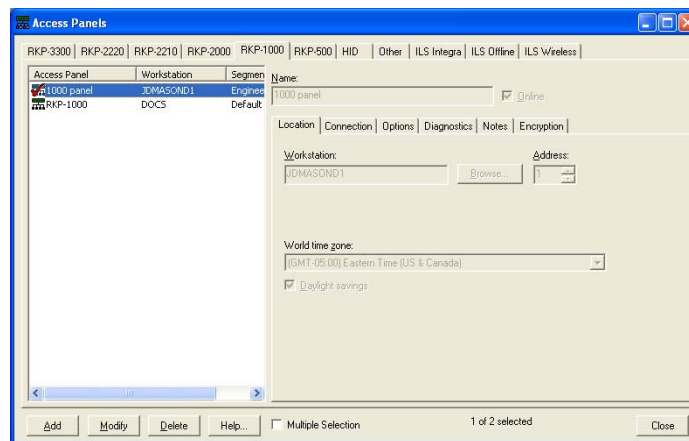 Access Panels
RKP-3300 RKP-2220 RKP-2210 RKP-2000 RKP-1000 RKP-500 HID Other ILS Integra ILS Offline ILS Wireless
Access Panel Workstation Segmen
1000 panel JDMASOND1 Enginee
RKP-1000 DOCS Default
Name:
1000 panel
Online
Location Connection Options Diagnostics Notes Encryption
Workstation: Address:
JDMASOND1 Browse... 1
World time zone:
(GMT-05:00) Eastern Time (US & Canada)
Daylight savings
Add Modify Delete Help... Multiple Selection 1 of 2 selected Close